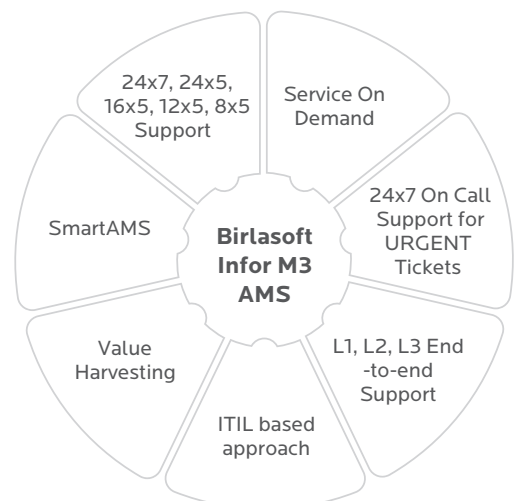 24x7, 24x5,
16x5, 12x5, 8x5
Support
Service On
Demand
24x7 On Call
Support for
URGENT
Tickets
L1, L2, L3 End
-to-end
Support
ITIL based
approach
Value
Harvesting
SmartAMS
Birlasoft
Infor M3
AMS